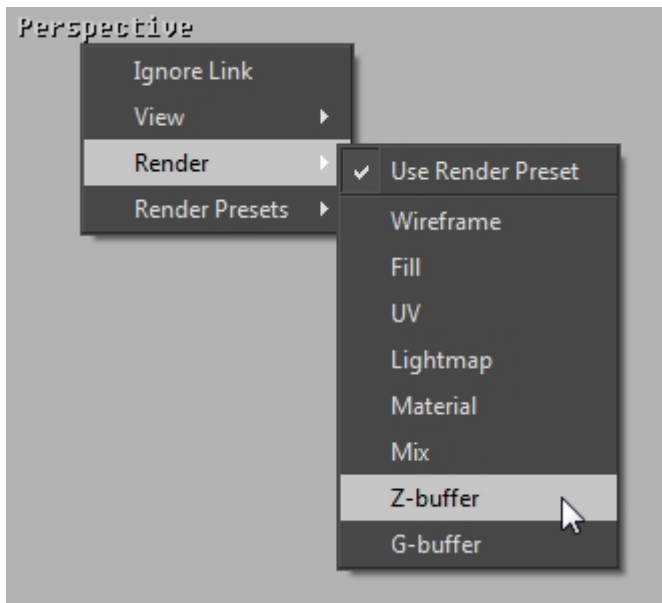 Perspective
Ignore Link
View
Render
Render Presets
Use Render Preset
Wireframe
Fill
UV
Lightmap
Material
Mix
Z-buffer
G-buffer